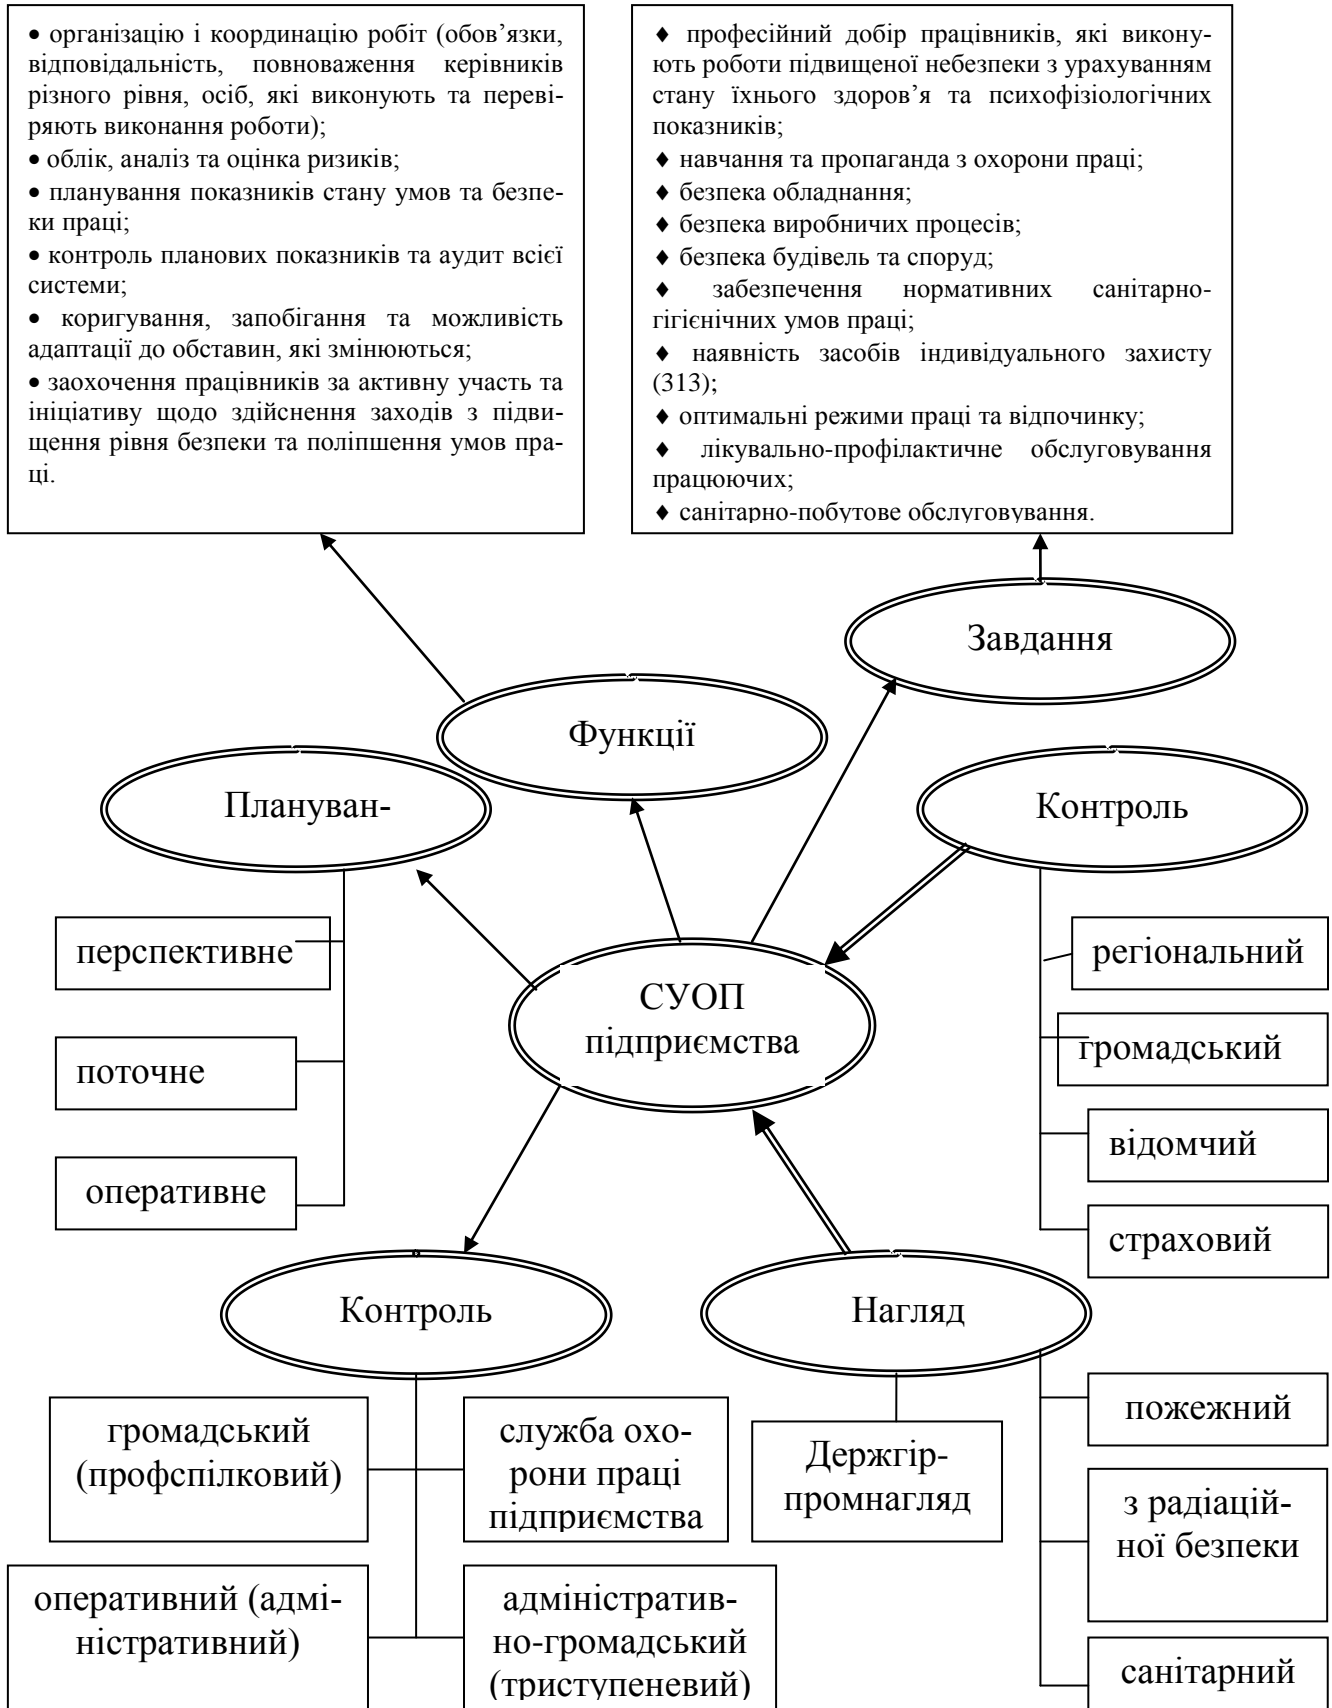 • організацію і координацію робіт (обов’язки,
відповідальність, повноваження керівників
різного рівня, осіб, які виконують та переві-
ряють виконання роботи);
• облік, аналіз та оцінка ризиків;
• планування показників стану умов та безпе-
ки праці;
• контроль планових показників та аудит всієї
системи;
• коригування, запобігання та можливість
адаптації до обставин, які змінюються;
• заохочення працівників за активну участь та
ініціативу щодо здійснення заходів з підви-
щення рівня безпеки та поліпшення умов пра-
ці.
♦ професійний добір працівників, які викону-
ють роботи підвищеної небезпеки з урахуванням
стану їхнього здоров’я та психофізіологічних
показників;
♦ навчання та пропаганда з охорони праці;
♦ безпека обладнання;
♦ безпека виробничих процесів;
♦ безпека будівель та споруд;
♦ забезпечення нормативних санітарно-
гігієнічних умов праці;
♦ наявність засобів індивідуального захисту
(313);
♦ оптимальні режими праці та відпочинку;
♦ лікувально-профілактичне обслуговування
працюючих;
♦ санітарно-побутове обслуговування.
Завдання
Функції
Плануван-
Контроль
перспективне
поточне
оперативне
СУОП
підприємства
регіональний
громадський
відомчий
страховий
Контроль
Нагляд
громадський
(профспілковий)
служба охо-
рони праці
підприємства
оперативний (адмі-
ністративний)
адміністратив-
но-громадський
(триступеневий)
Держгір-
промнагляд
пожежний
з радіацій-
ної безпеки
санітарний